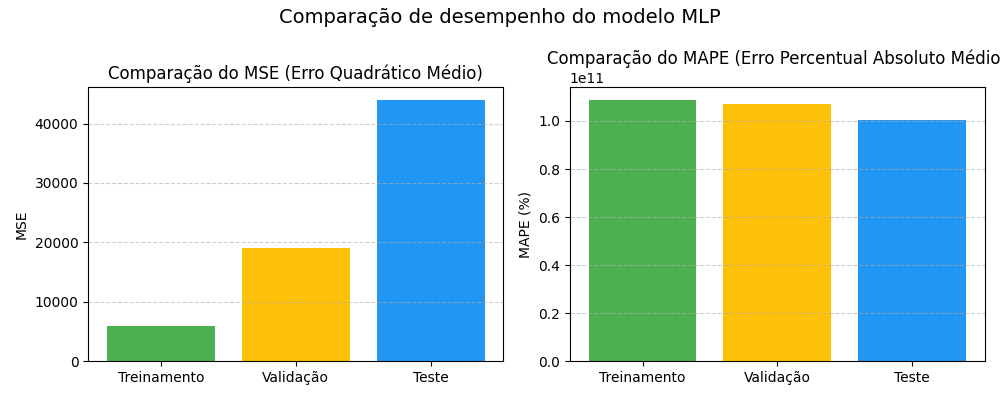 Comparação de desempenho do modelo MLP
Comparação do MSE (Erro Quadrático Médio)
MSE
40000
30000
20000
10000
0
Treinamento
Validação
Teste
Comparação do MAPE (Erro Percentual Absoluto Médio
1e11
MAPE (%)
1.0
0.8
0.6
0.4
0.2
0.0
Treinamento
Validação
Teste